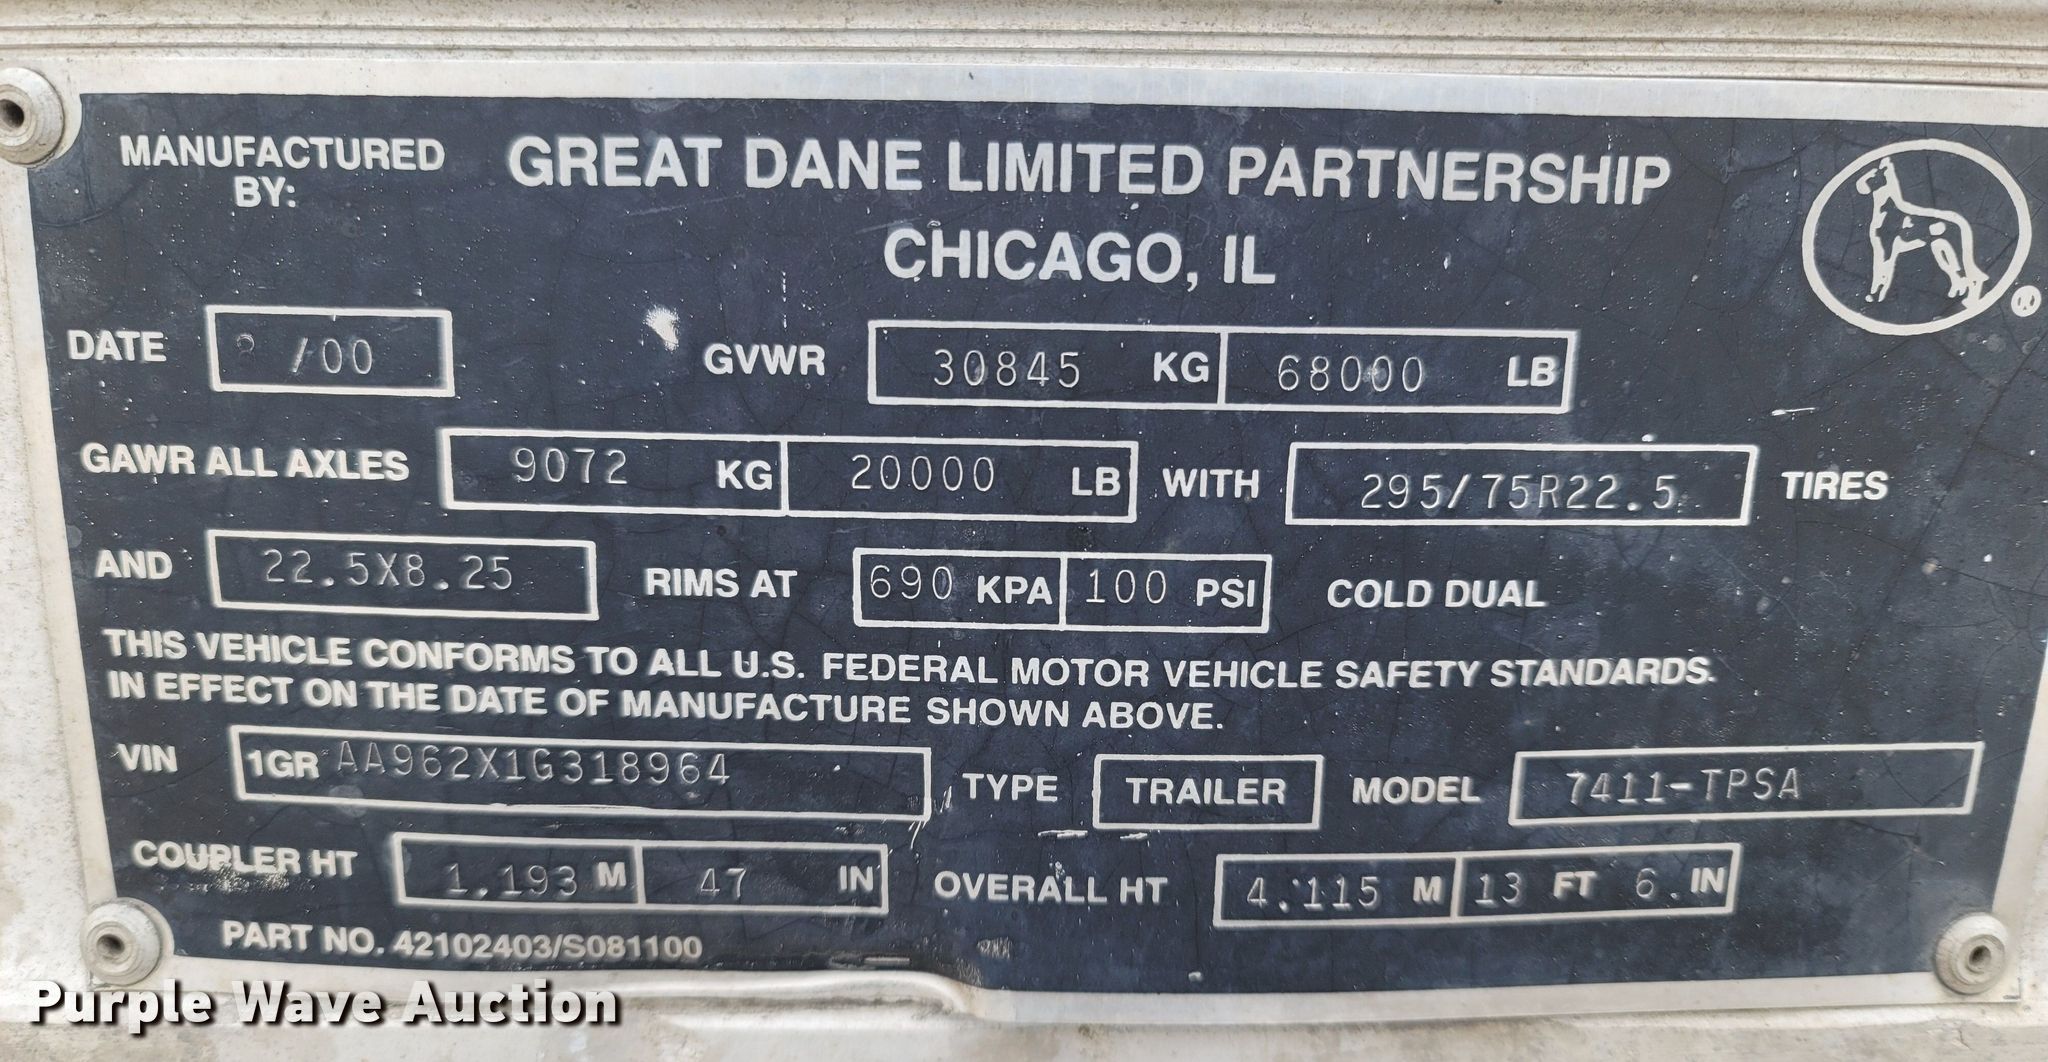 MANUFACTURED BY: GREAT DANE LIMITED PARTNERSHIP
CHICAGO, IL
®
DATE /00 GVWR 30845 KG 68000 LB
GAWR ALL AXLES 9072 KG 20000 LB WITH 295/75R22.5 TIRES
AND 22.5X8.25 RIMS AT 690 KPA 100 PSI COLD DUAL
THIS VEHICLE CONFORMS TO ALL U.S. FEDERAL MOTOR VEHICLE SAFETY STANDARDS.
IN EFFECT ON THE DATE OF MANUFACTURE SHOWN ABOVE.
VIN 1GRAA962X1G318964 TYPE TRAILER MODEL 7411-TPSA
COUPLER HT 1.193 M 47 IN OVERALL HT 4.115 M 13 FT 6. IN
PART NO. 42102403/S081100
Purple Wave Auction